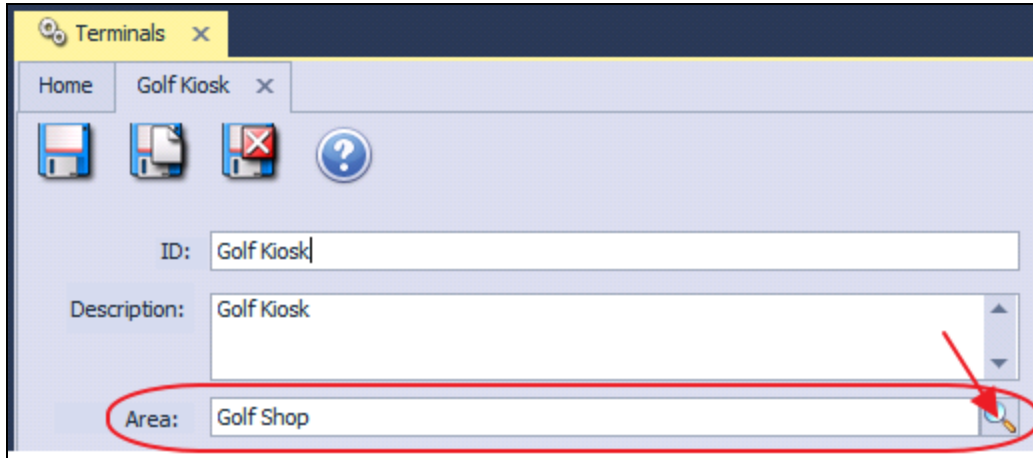 Terminals
Home Golf Kiosk
ID: Golf Kiosk
Description: Golf Kiosk
Area: Golf Shop